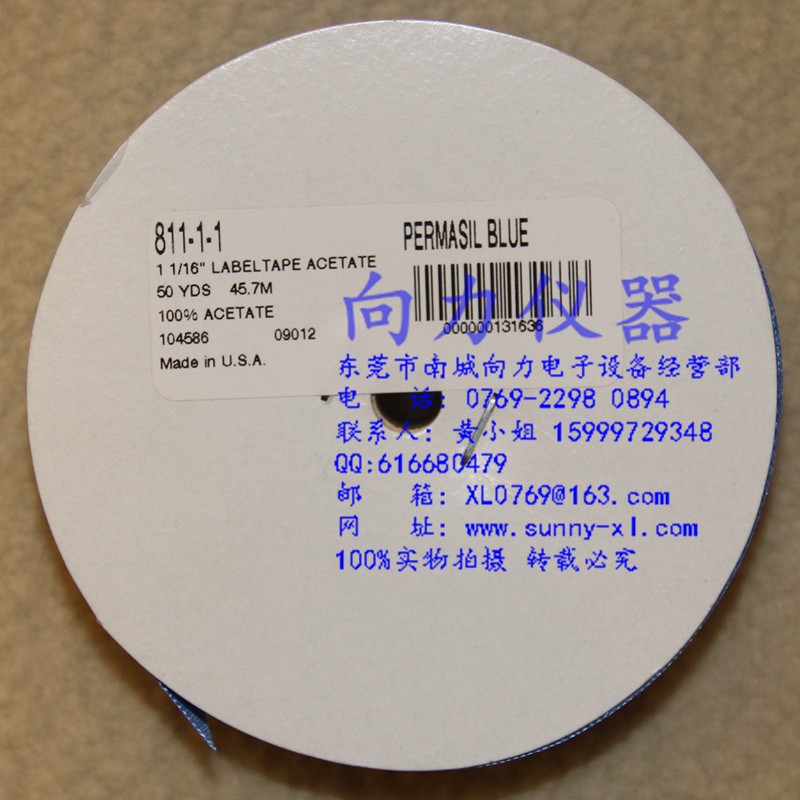 811-1-1 PERMASIL BLUE
1 1/16" LABELTAPE ACETATE
50 YDS 45.7M
100% ACETATE
104586 09012
000000131636
Made in U.S.A.
向力仪器
东莞市南城向力电子设备经营部
电 话: 0769-2298 0894
联系人: 黄小姐 15999729348
QQ:616680479
邮 箱: XL0769@163.com
网 址: www.sunny-xl.com
100%实物拍摄 转载必究